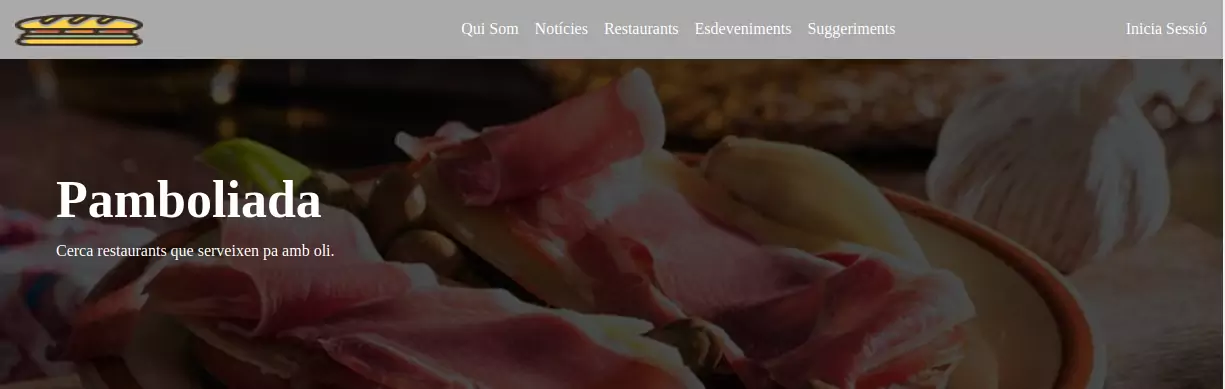 Qui Som Notícies Restaurants Esdeveniments Suggeriments Inicia Sessió
Pamboliada
Cerca restaurants que serveixen pa amb oli.